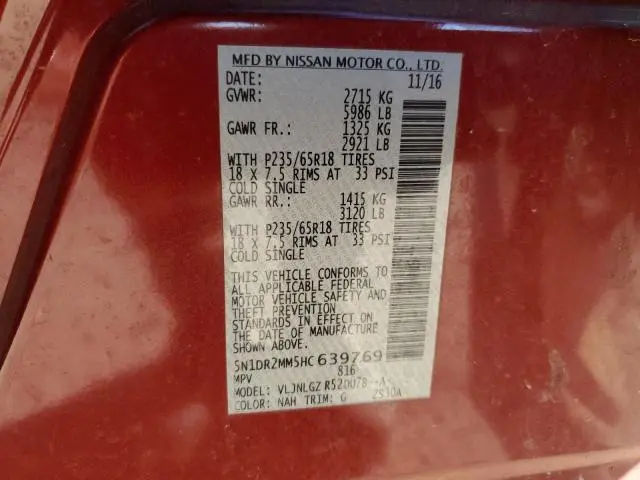 MFD BY NISSAN MOTOR CO., LTD.
DATE: 11/16
GVWR: 2715 KG
5986 LB
GAWR FR.: 1325 KG
2921 LB
WITH P235/65R18 TIRES
18 X 7.5 RIMS AT 33 PSI
COLD SINGLE
GAWR RR.: 1415 KG
3120 LB
WITH P235/65R18 TIRES
18 X 7.5 RIMS AT 33 PSI
COLD SINGLE
THIS VEHICLE CONFORMS TO
ALL APPLICABLE FEDERAL
MOTOR VEHICLE SAFETY AND
THEFT PREVENTION
STANDARDS IN EFFECT ON
THE DATE OF MANUFACTURE
SHOWN ABOVE.
5N1DR2MM5HC639769
MPV 816
MODEL: VLJNLGZ
COLOR: NAH TRIM: G